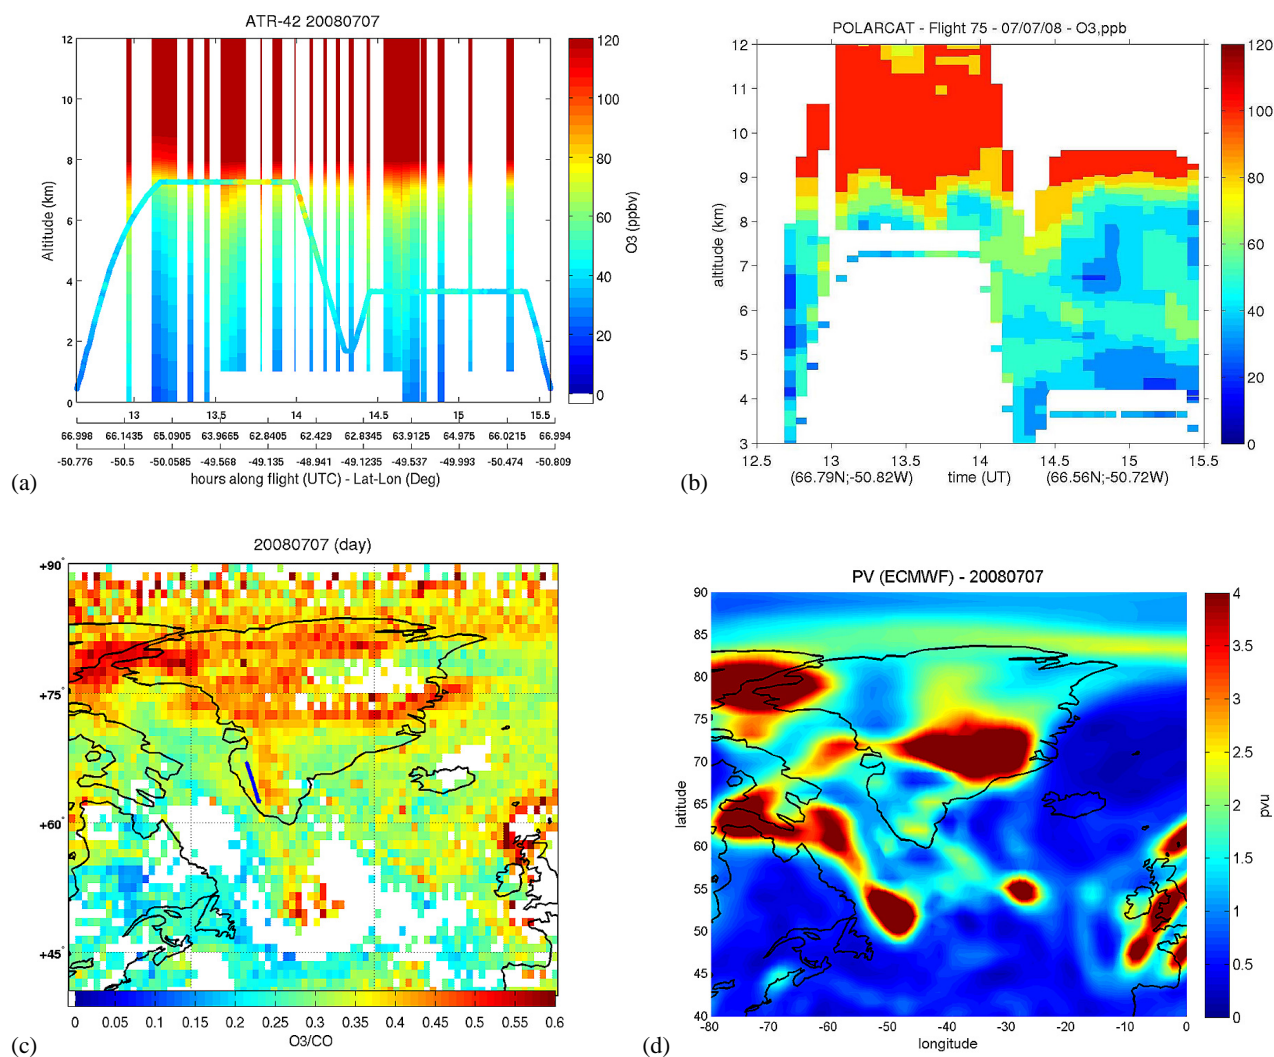 ATR-42 20080707
12
10
8
6
4
2
0
Altitude (km)
13 13.5 14 14.5 15 15.5
66.998 66.1435 65.0905 63.9665 62.8405 62.429 62.8345 63.9125 64.975 66.0215 66.994
-50.776 -50.5 -50.0585 -49.568 -49.135 -48.941 -49.1235 -49.537 -49.993 -50.474 -50.809
hours along flight (UTC) - Lat-Lon (Deg)
120
100
80
60
40
20
0
O3 (ppbv)
(a)
POLARCAT - Flight 75 - 07/07/08 - O3,ppb
12
11
10
9
8
7
6
5
4
3
altitude (km)
12.5 13 13.5 14 14.5 15 15.5
(66.79N;-50.82W) time (UT) (66.56N;-50.72W)
120
100
80
60
40
20
0
(b)
20080707 (day)
+90°
+75°
+60°
+45°
0 0.05 0.1 0.15 0.2 0.25 0.3 0.35 0.4 0.45 0.5 0.55 0.6
O3/CO
(c)
PV (ECMWF) - 20080707
90
85
80
75
70
65
60
55
50
45
40
latitude
-80 -70 -60 -50 -40 -30 -20 -10 0
longitude
4
3.5
3
2.5
2
1.5
1
0.5
0
pvu
(d)